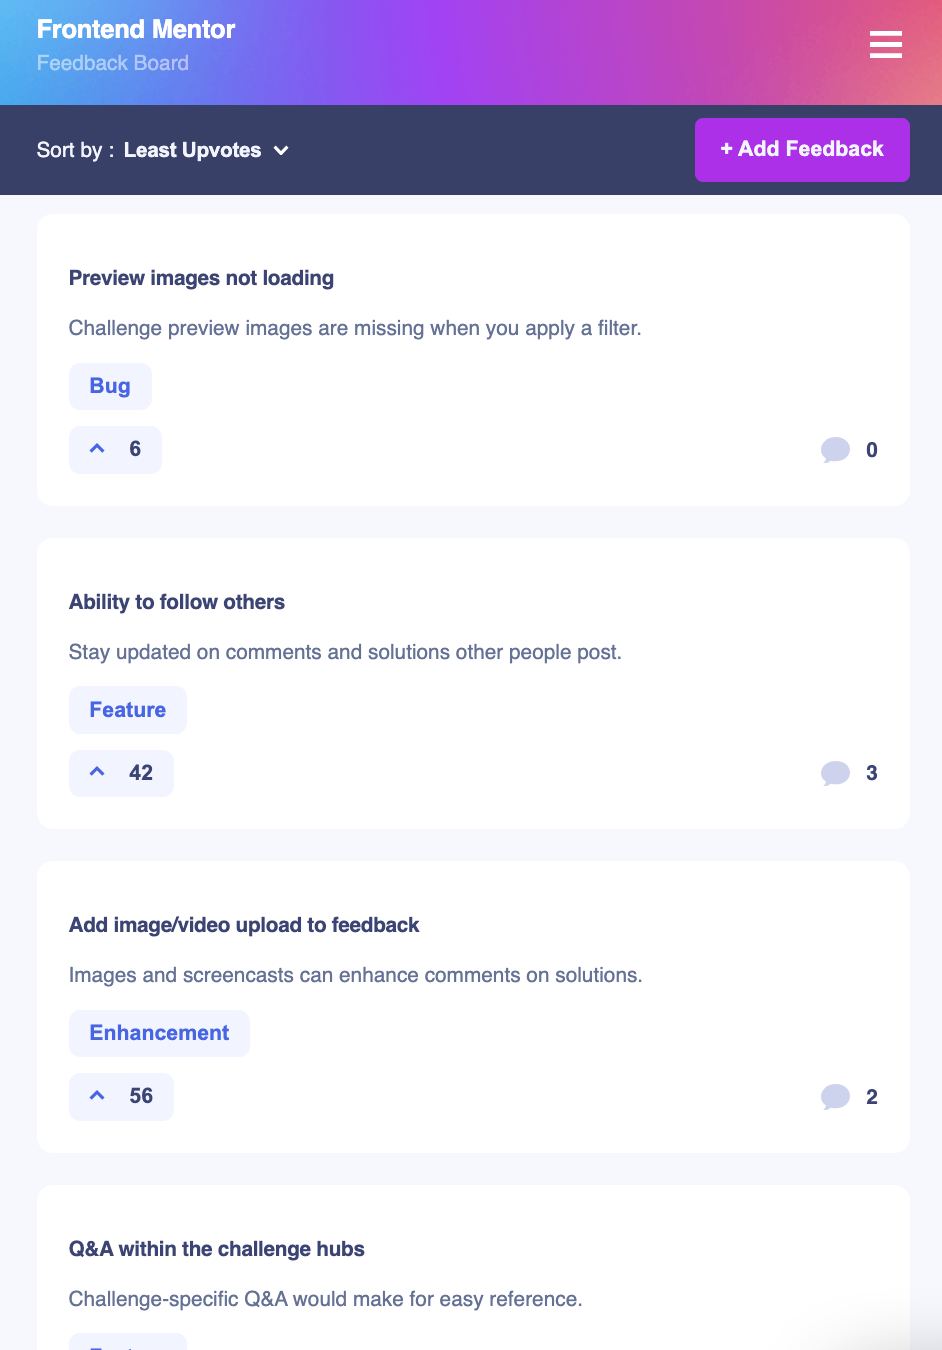 Frontend Mentor
Feedback Board
Sort by : Least Upvotes
+ Add Feedback
Preview images not loading
Challenge preview images are missing when you apply a filter.
Bug
6
0
Ability to follow others
Stay updated on comments and solutions other people post.
Feature
42
3
Add image/video upload to feedback
Images and screencasts can enhance comments on solutions.
Enhancement
56
2
Q&A within the challenge hubs
Challenge-specific Q&A would make for easy reference.